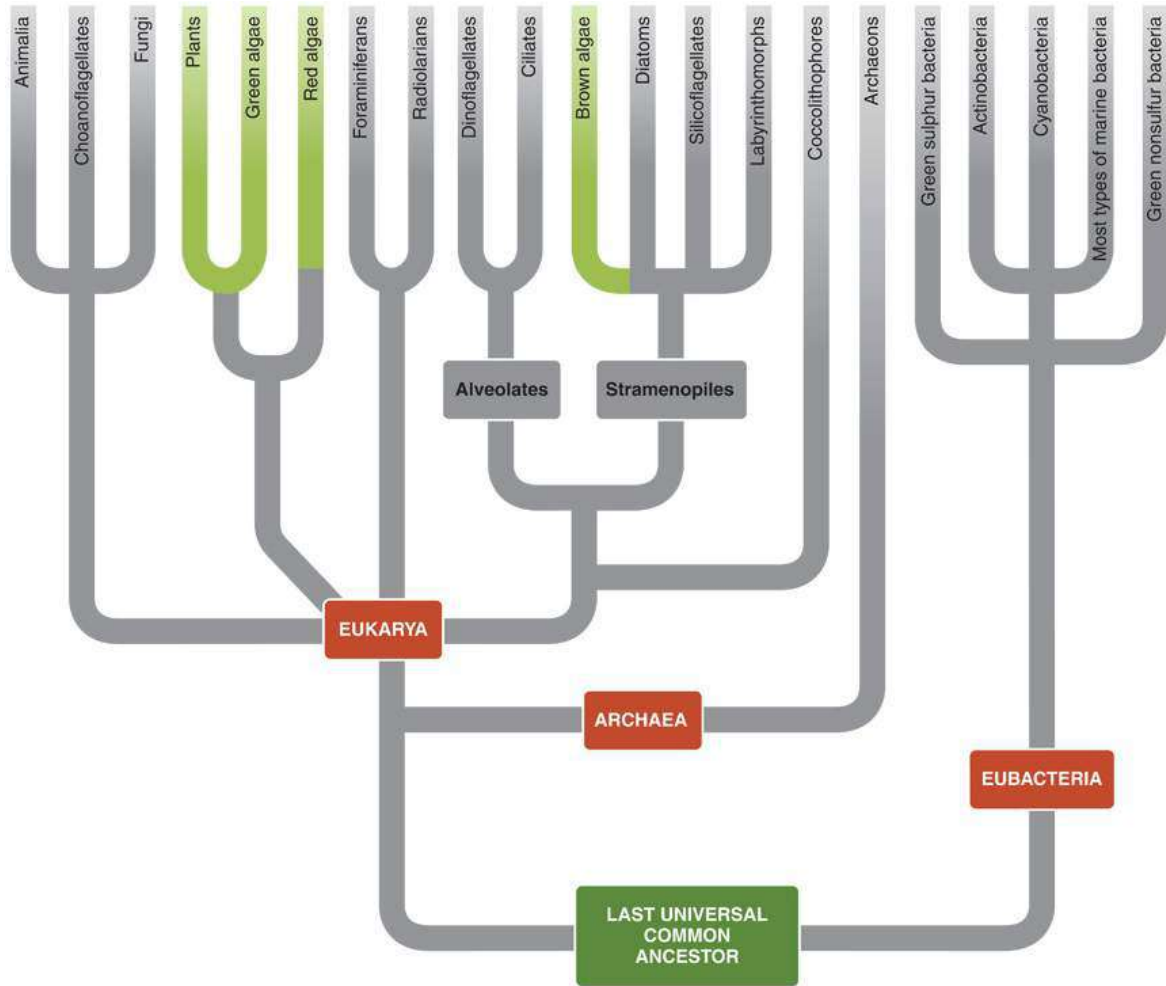 Animalia
Choanoflagellates
Fungi
Plants
Green algae
Red algae
Foraminiferans
Radiolarians
Dinoflagellates
Ciliates
Brown algae
Diatoms
Silicoflagellates
Labyrinthomorphs
Coccolithophores
Archaeons
Green sulphur bacteria
Actinobacteria
Cyanobacteria
Most types of marine bacteria
Green nonsulfur bacteria
Alveolates
Stramenopiles
EUKARYA
ARCHAEA
EUBACTERIA
LAST UNIVERSAL
COMMON
ANCESTOR